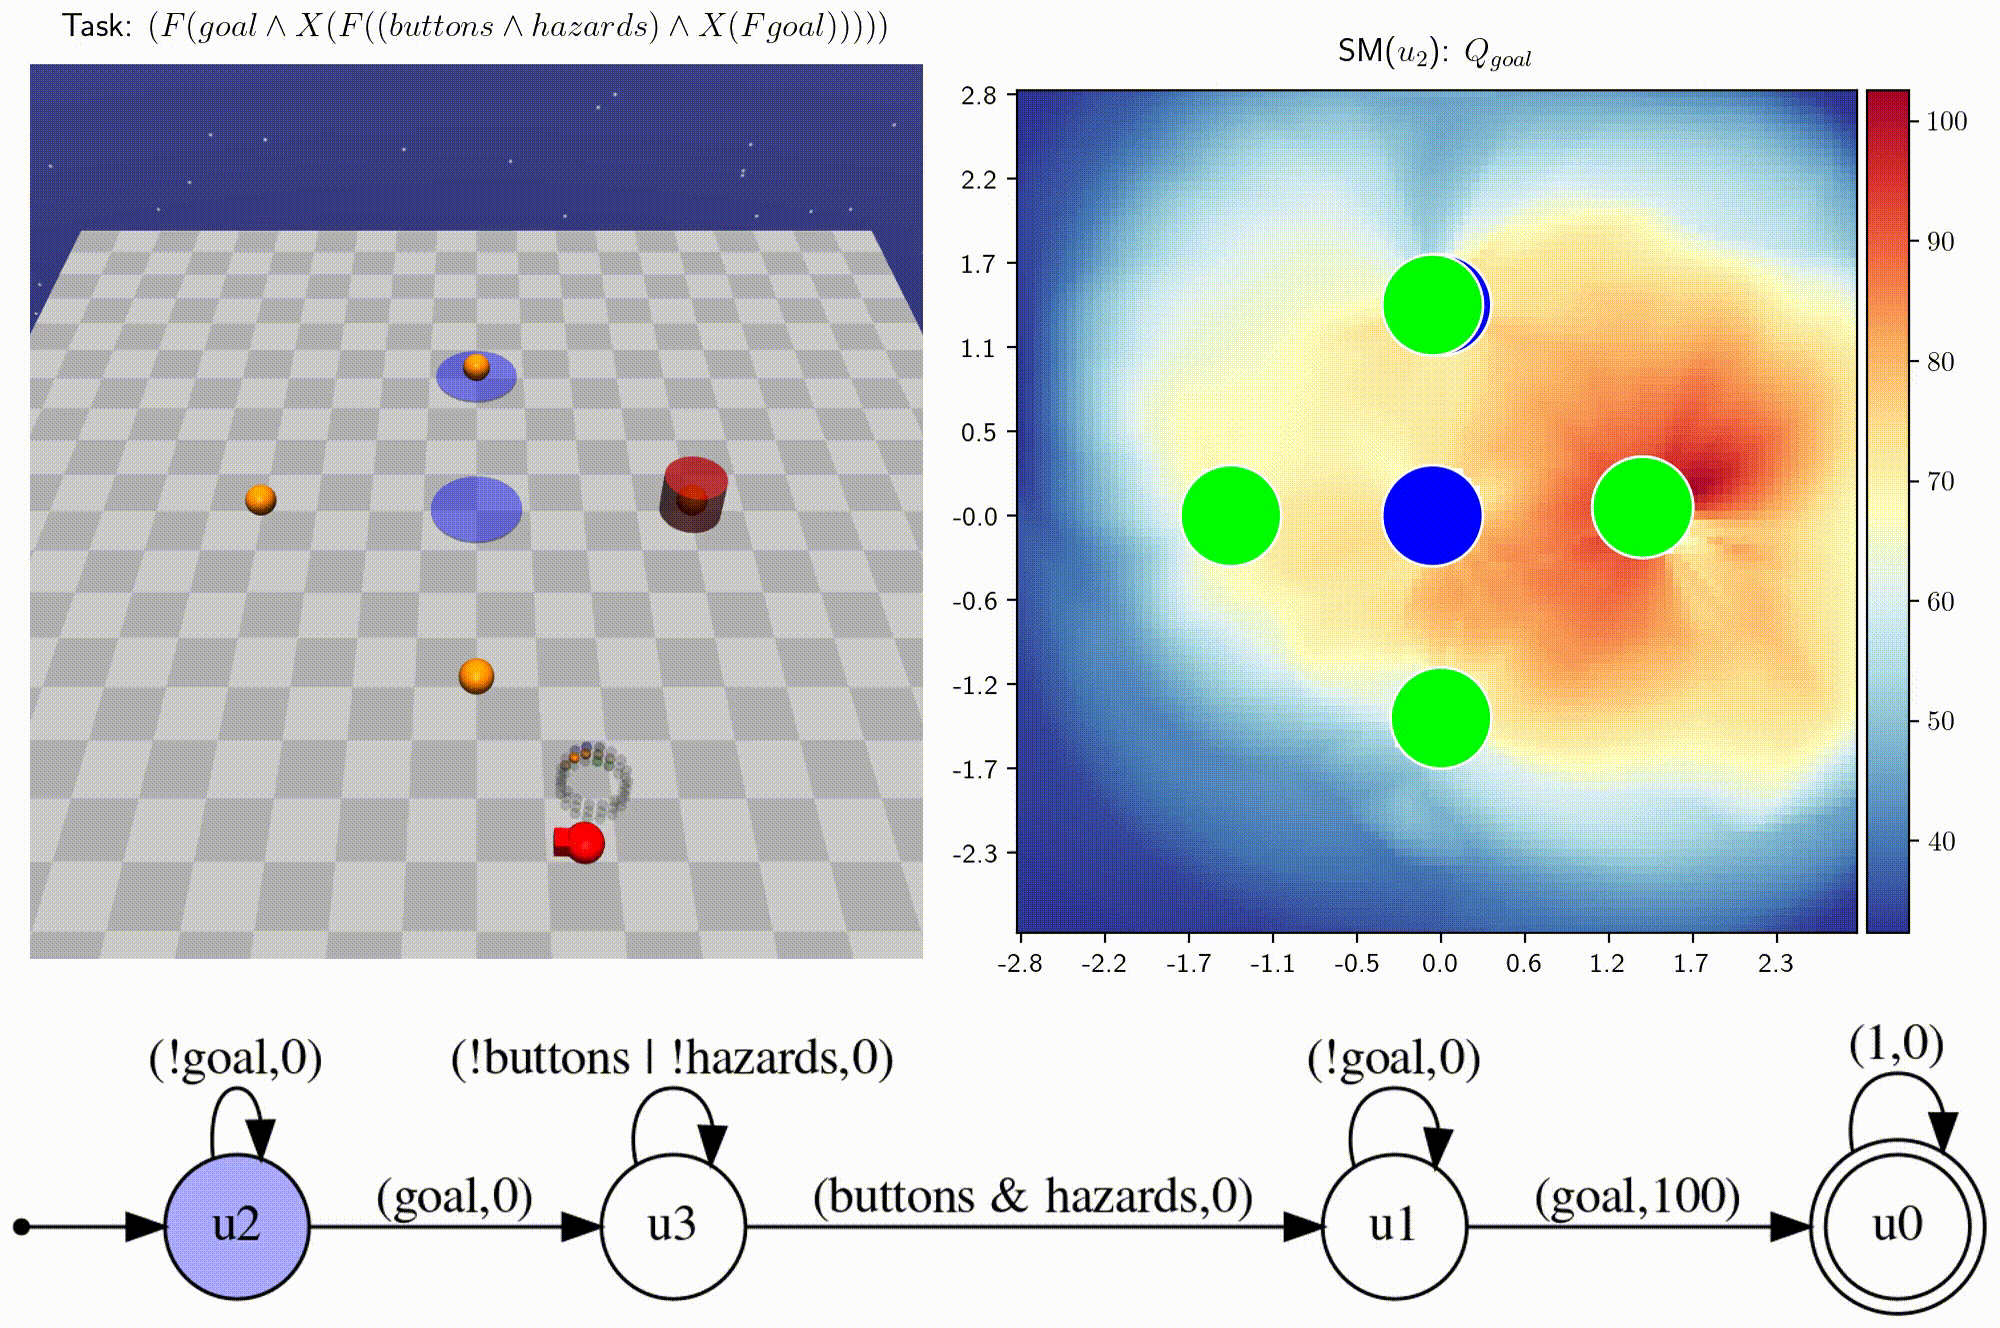 Task: (F(goal ∧ X(F((buttons ∧ hazards) ∧ X(Fgoal)))))
SM(u₂): Q_goal
2.8
2.2
1.7
1.1
0.5
-0.0
-0.6
-1.2
-1.7
-2.3
-2.8 -2.2 -1.7 -1.1 -0.5 0.0 0.6 1.2 1.7 2.3
100
90
80
70
60
50
40
(!goal,0) (!buttons | !hazards,0) (!goal,0) (1,0)
(goal,0) (buttons & hazards,0) (goal,100)
u2 u3 u1 u0